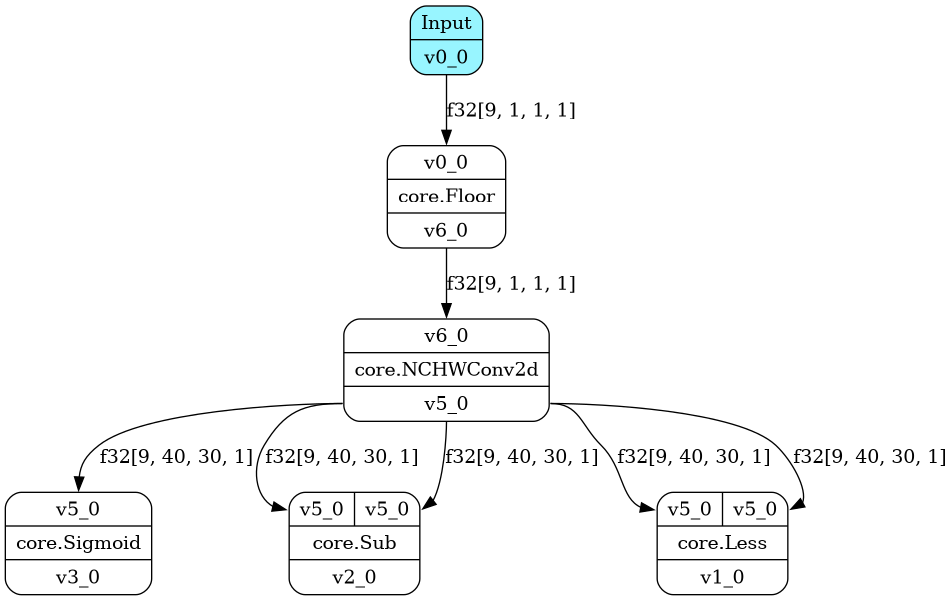 Input
v0_0
f32[9, 1, 1, 1]
v0_0
core.Floor
v6_0
f32[9, 1, 1, 1]
v6_0
core.NCHWConv2d
v5_0
f32[9, 40, 30, 1]
f32[9, 40, 30, 1]
f32[9, 40, 30, 1]
f32[9, 40, 30, 1]
f32[9, 40, 30, 1]
v5_0
core.Sigmoid
v3_0
v5_0 v5_0
core.Sub
v2_0
v5_0 v5_0
core.Less
v1_0